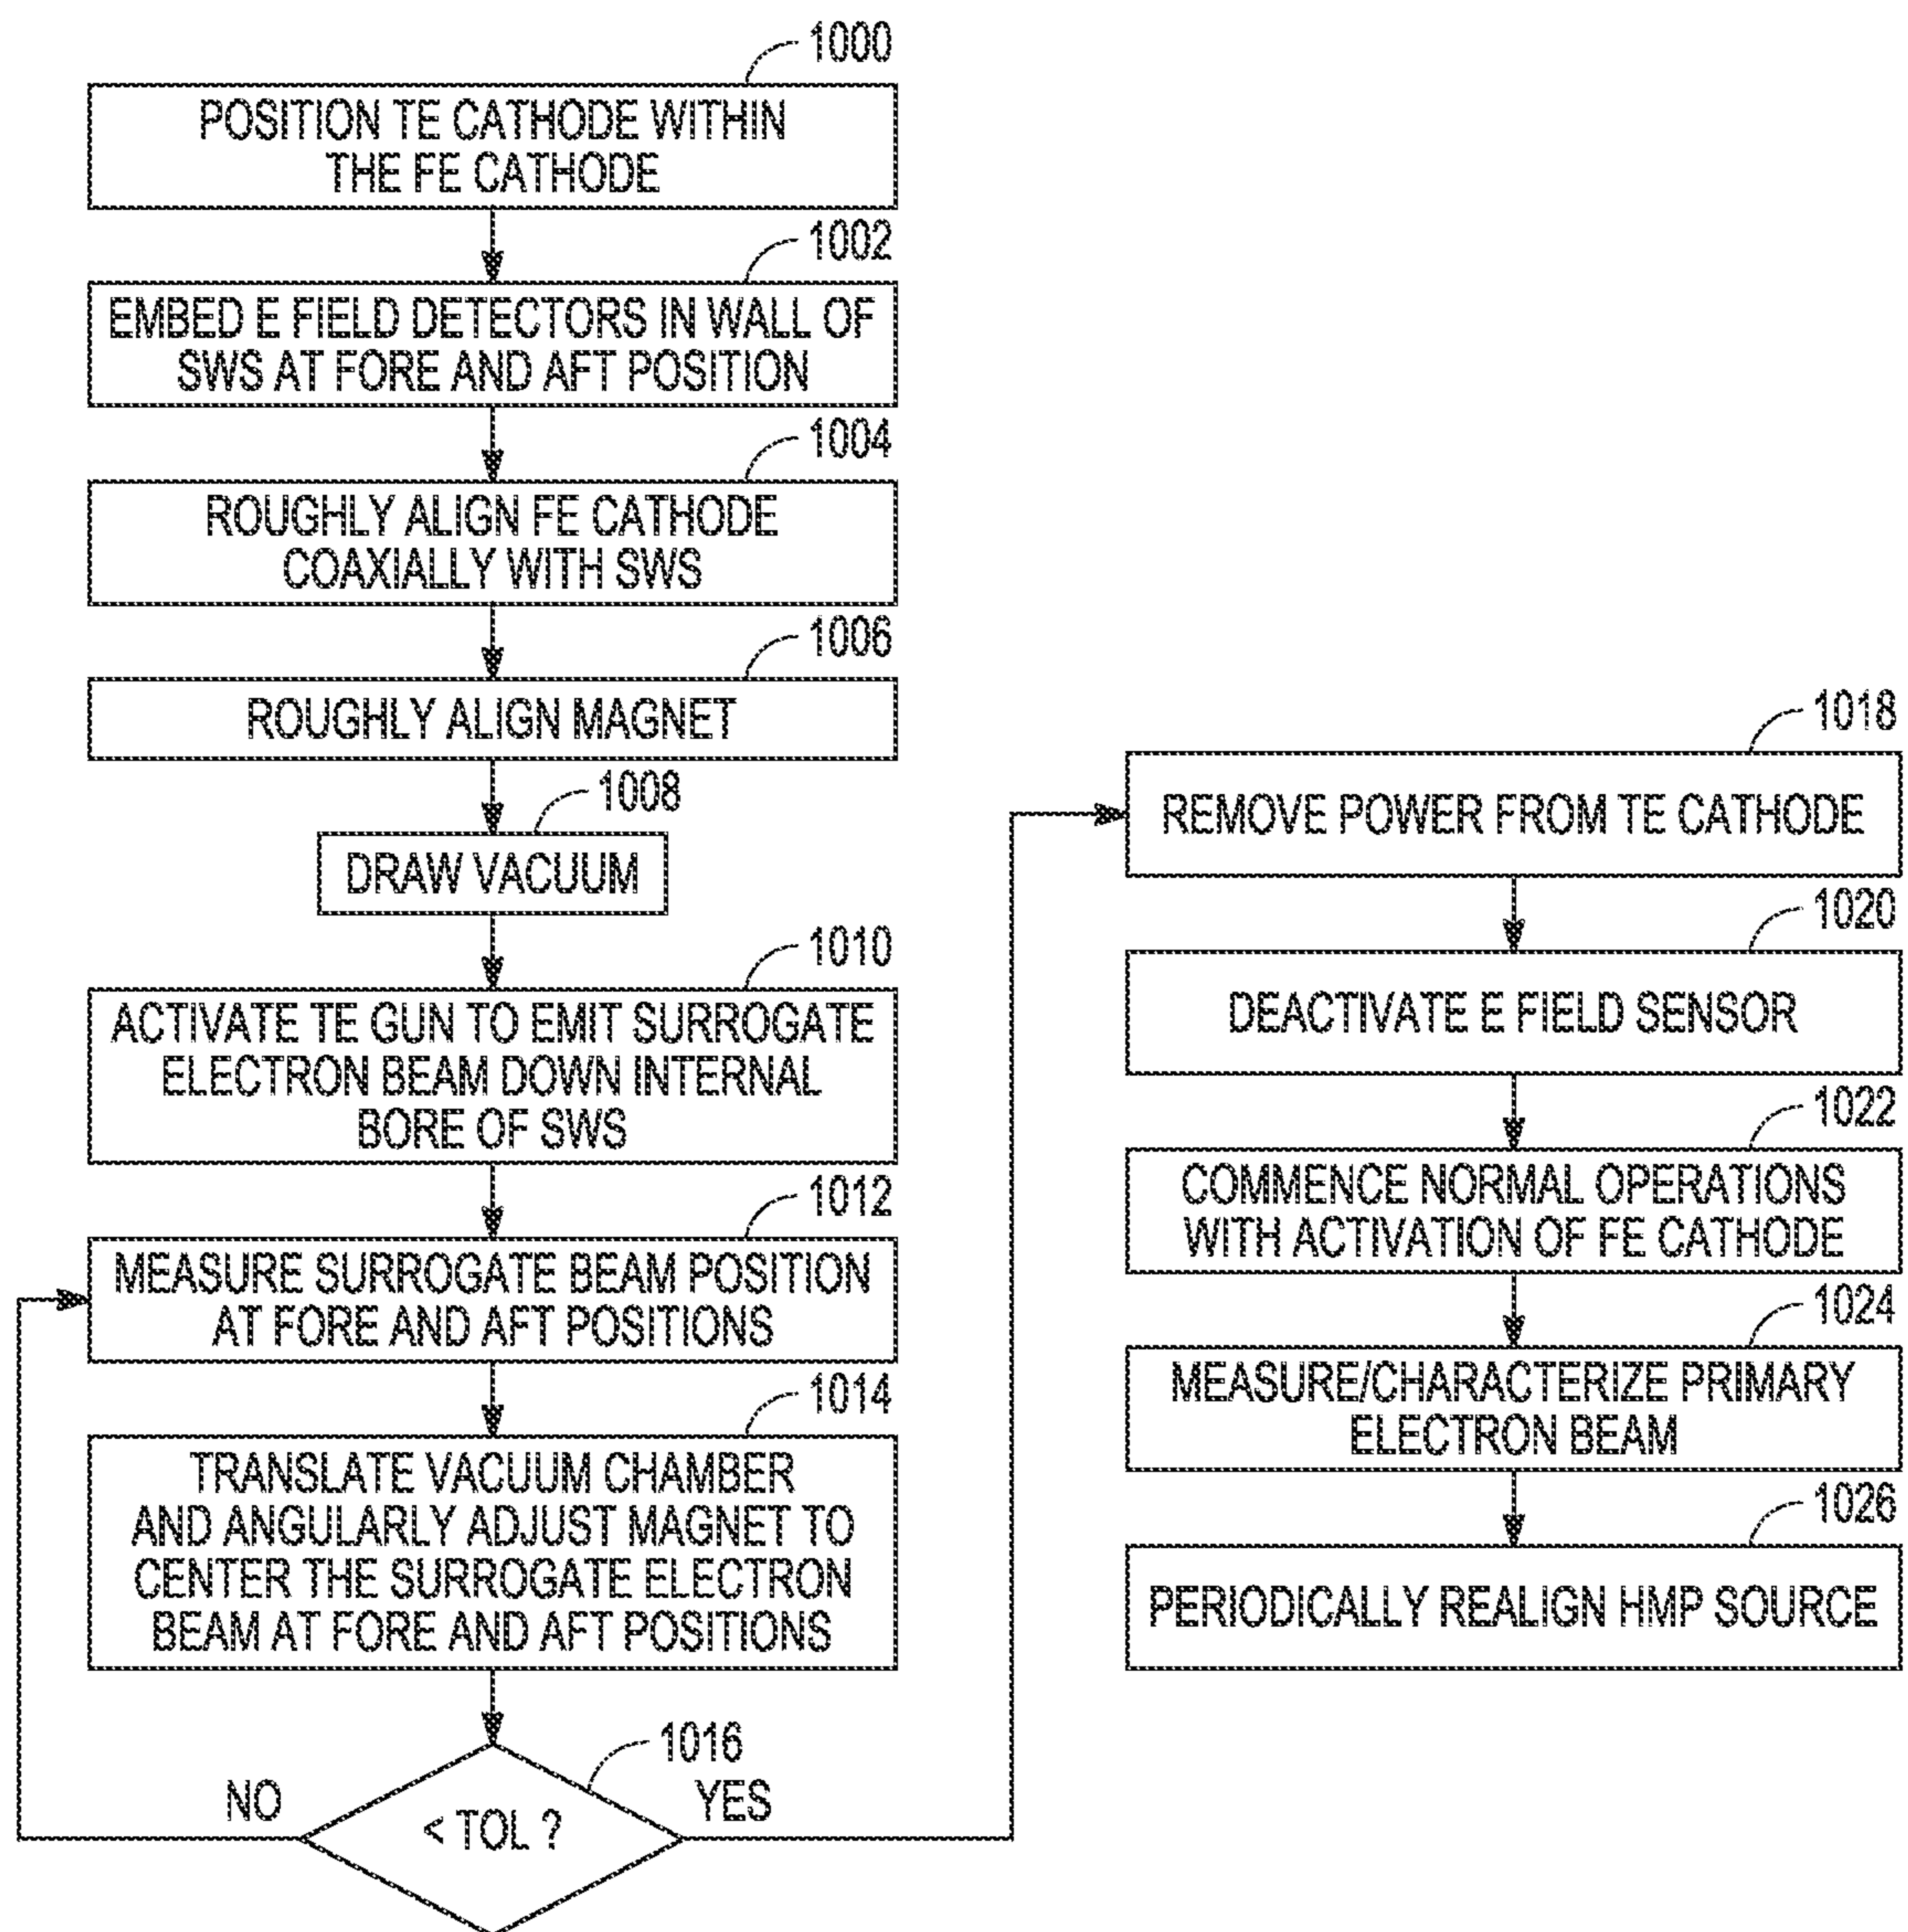 1000
POSITION TE CATHODE WITHIN
THE FE CATHODE
1002
EMBED E FIELD DETECTORS IN WALL OF
SWS AT FORE AND AFT POSITION
1004
ROUGHLY ALIGN FE CATHODE
COAXIALLY WITH SWS
1006
ROUGHLY ALIGN MAGNET
1008
DRAW VACUUM
1010
ACTIVATE TE GUN TO EMIT SURROGATE
ELECTRON BEAM DOWN INTERNAL
BORE OF SWS
1012
MEASURE SURROGATE BEAM POSITION
AT FORE AND AFT POSITIONS
1014
TRANSLATE VACUUM CHAMBER
AND ANGULARLY ADJUST MAGNET TO
CENTER THE SURROGATE ELECTRON
BEAM AT FORE AND AFT POSITIONS
1016
NO
< TOL ?
YES
1018
REMOVE POWER FROM TE CATHODE
1020
DEACTIVATE E FIELD SENSOR
1022
COMMENCE NORMAL OPERATIONS
WITH ACTIVATION OF FE CATHODE
1024
MEASURE/CHARACTERIZE PRIMARY
ELECTRON BEAM
1026
PERIODICALLY REALIGN HMP SOURCE